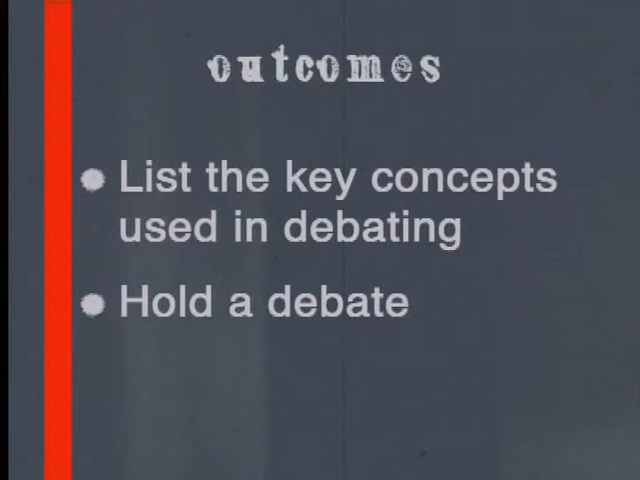 outcomes
List the key concepts
used in debating
Hold a debate